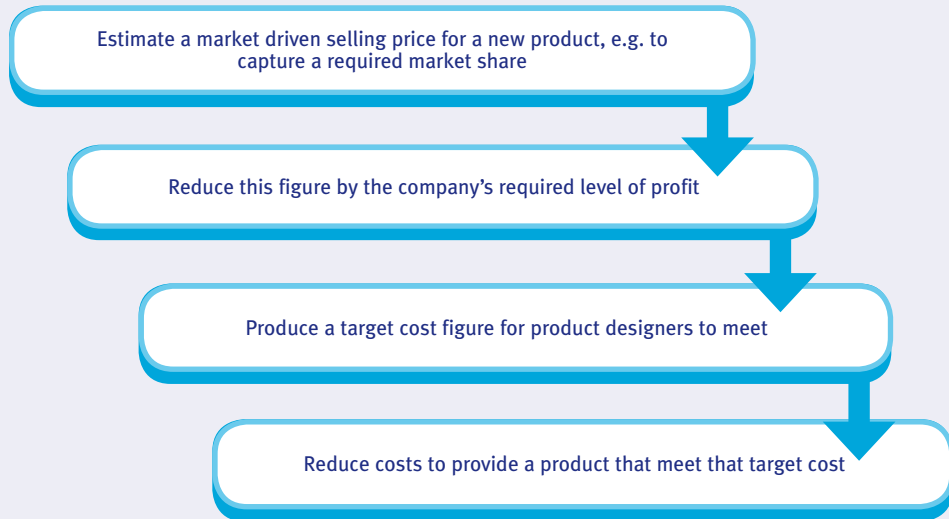 Estimate a market driven selling price for a new product, e.g. to
capture a required market share
Reduce this figure by the company’s required level of profit
Produce a target cost figure for product designers to meet
Reduce costs to provide a product that meet that target cost